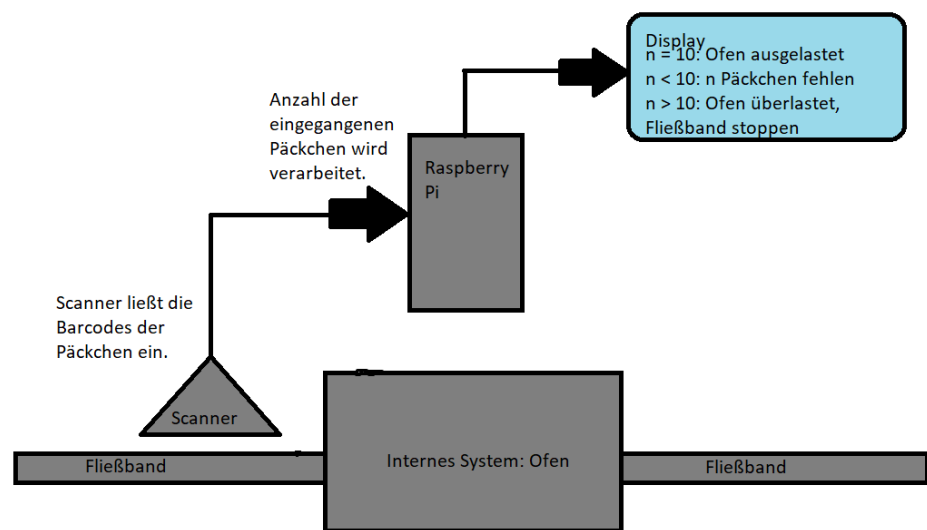 Display
n = 10: Ofen ausgelastet
n < 10: n Päckchen fehlen
n > 10: Ofen überlastet,
Fließband stoppen
Anzahl der
eingegangenen
Päckchen wird
verarbeitet.
Raspberry
Pi
Scanner ließt die
Barcodes der
Päckchen ein.
Scanner
Fließband
Internes System: Ofen
Fließband